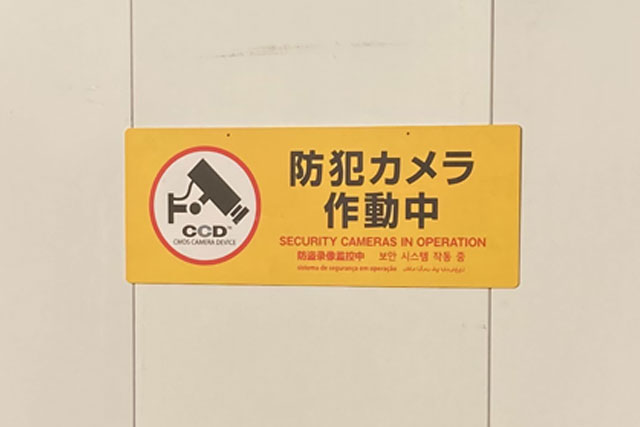 防犯カメラ
作動中
CCD™
CMOS CAMERA DEVICE
SECURITY CAMERAS IN OPERATION
防盗录像监控中 보안 시스템 작동 중
sistema de segurança em operação